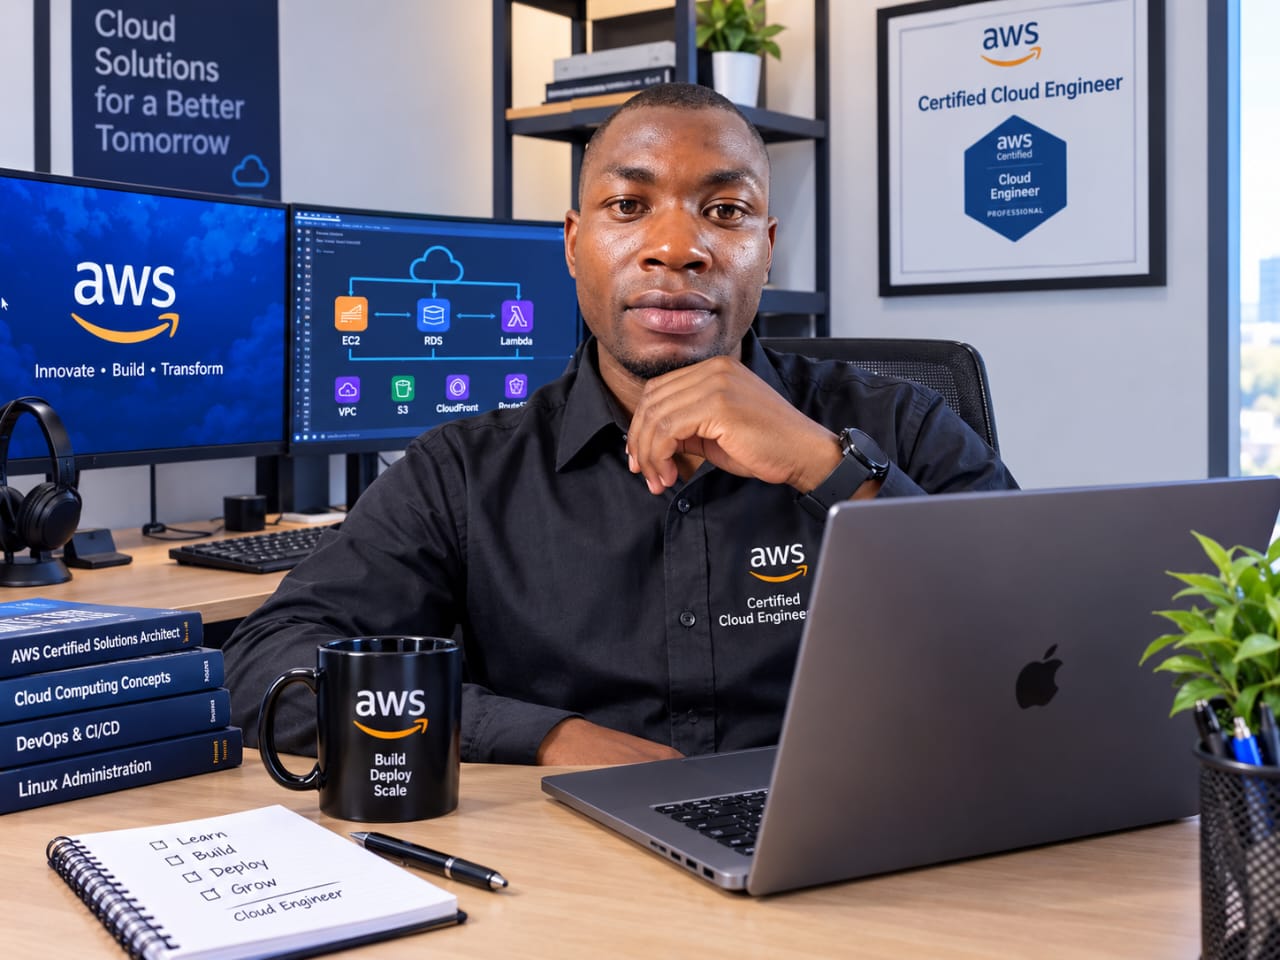 Cloud
Solutions
for a Better
Tomorrow
aws
Innovate • Build • Transform
EC2
RDS
Lambda
VPC
S3
CloudFront
aws
Certified Cloud Engineer
aws
Certified
Cloud
Engineer
PROFESSIONAL
aws
Certified
Cloud Engineer
AWS Certified Solutions Architect
Cloud Computing Concepts
DevOps & CI/CD
Linux Administration
aws
Build
Deploy
Scale
Learn
Build
Deploy
Grow
Cloud Engineer